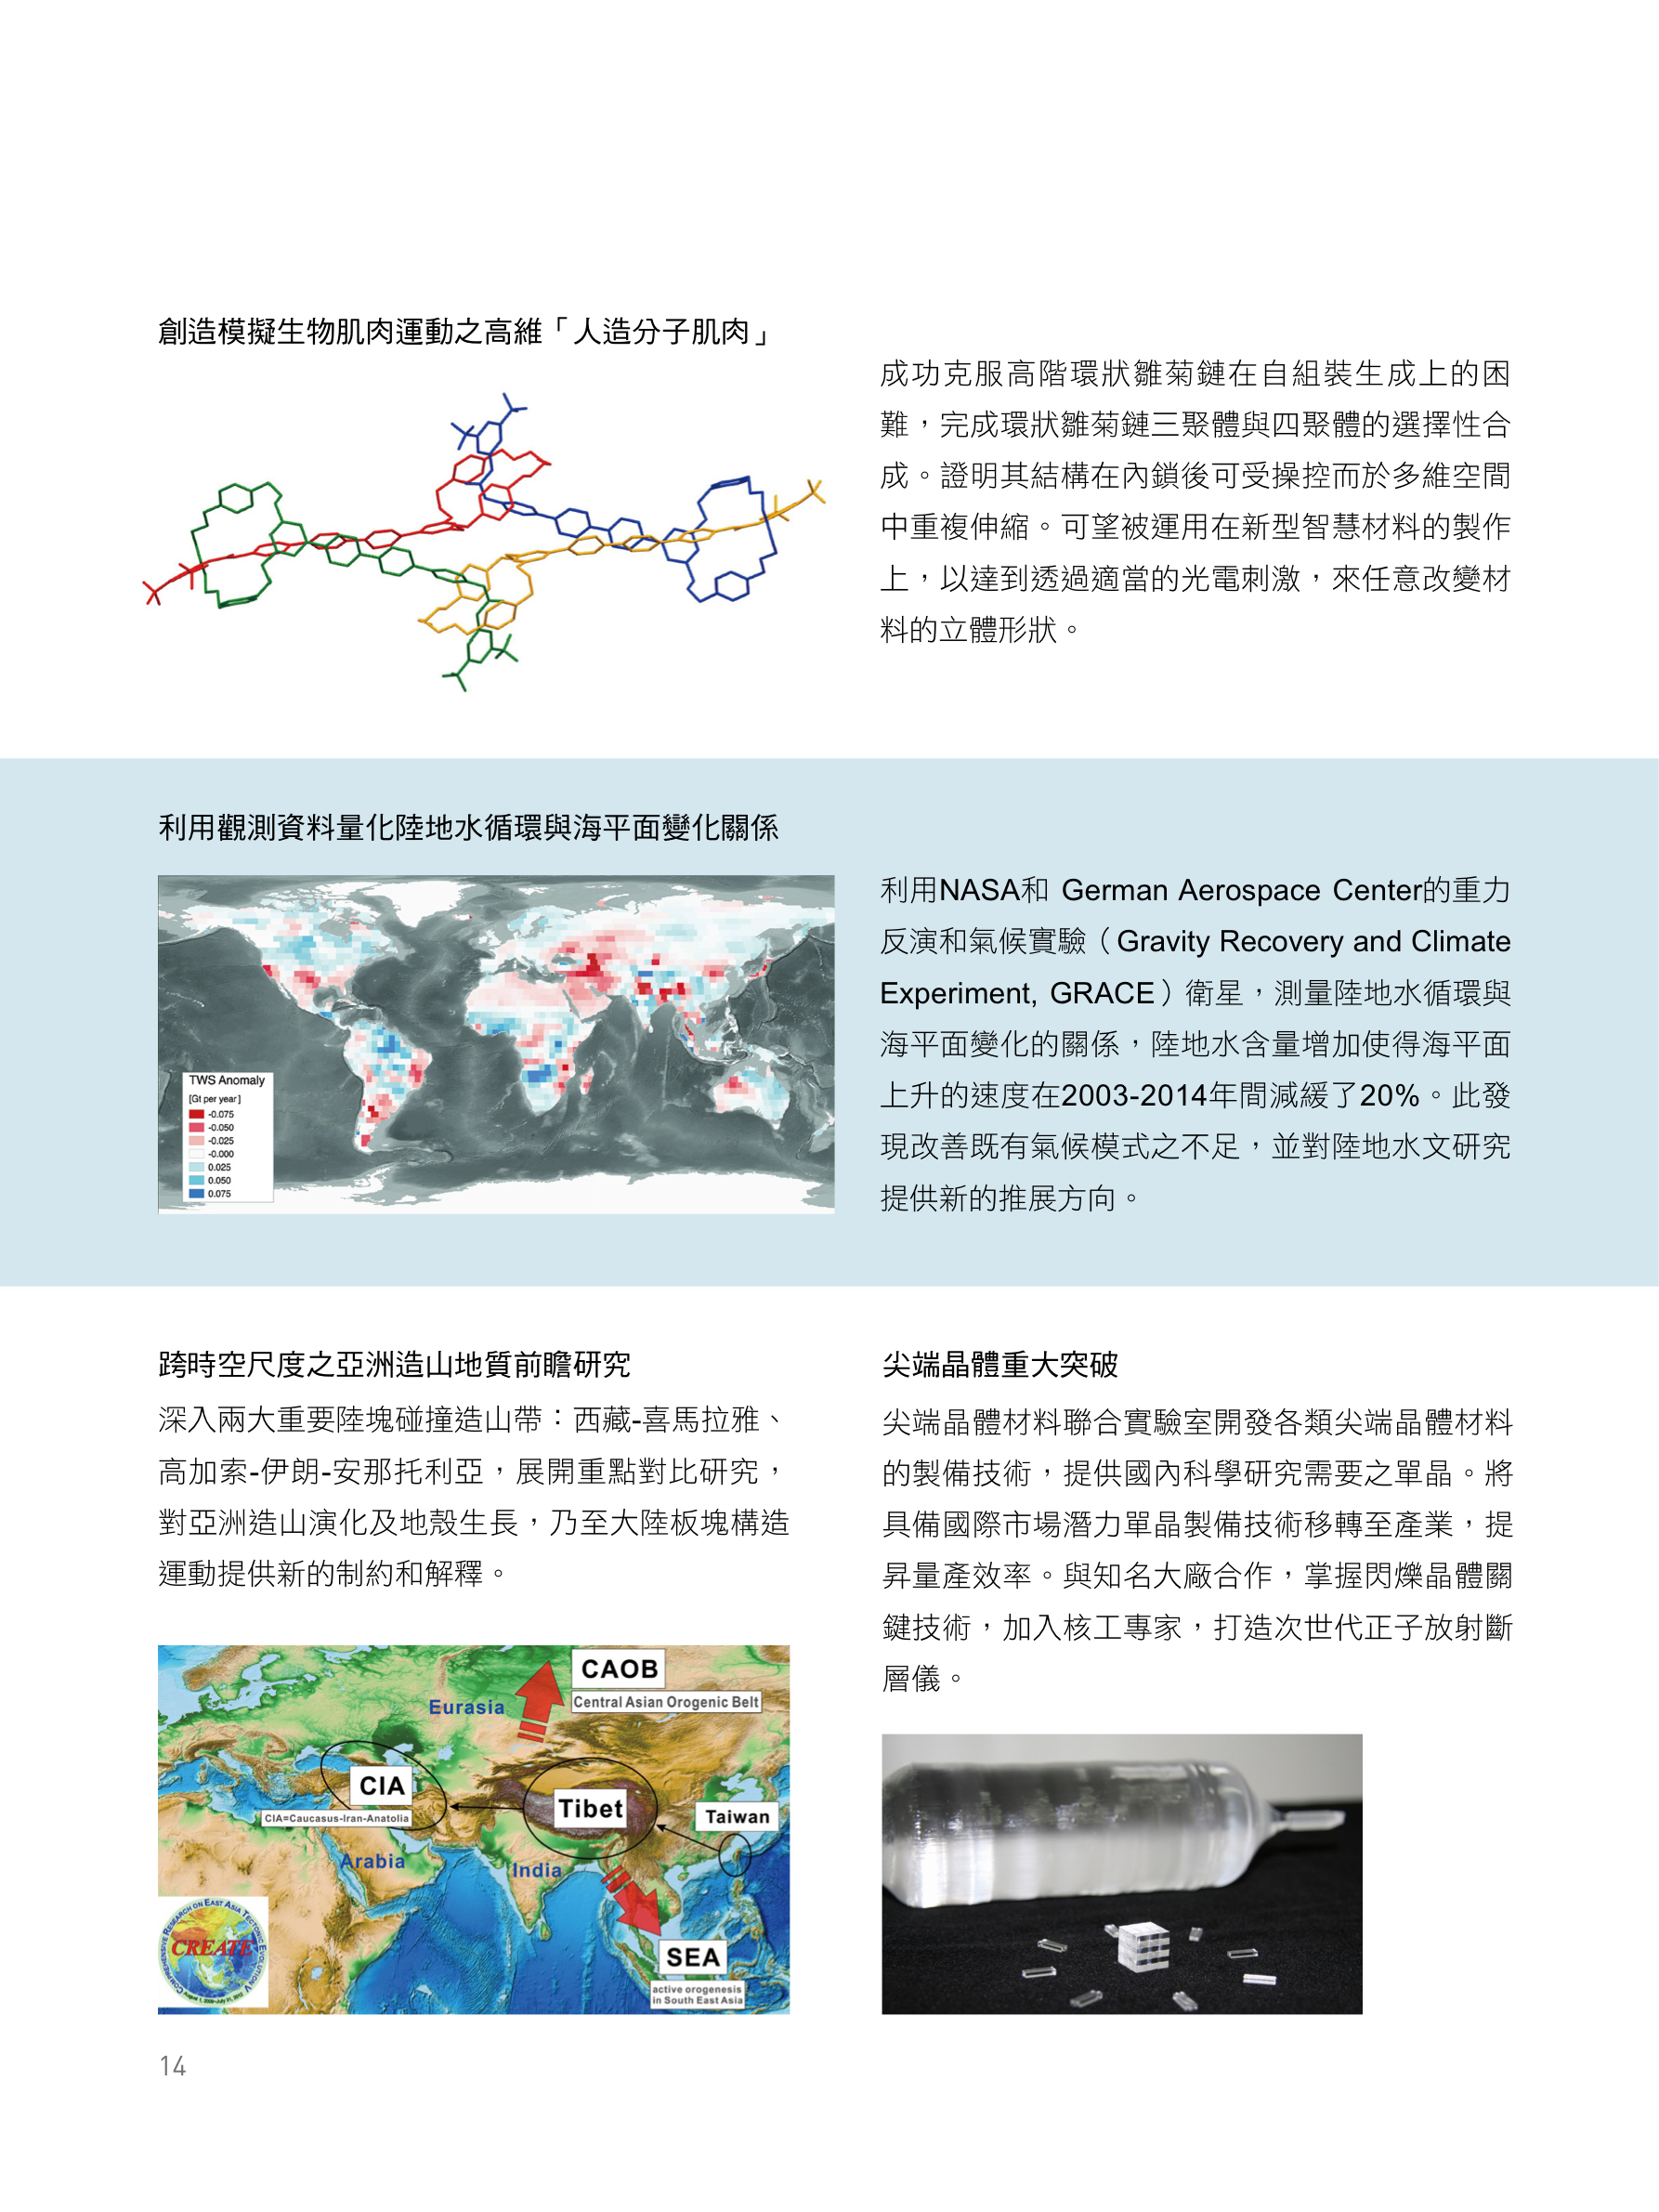 創造模擬生物肌肉運動之高維「人造分子肌肉」
成功克服高階環狀雛菊鏈在自組裝生成上的困
難，完成環狀雛菊鏈三聚體與四聚體的選擇性合
成。證明其結構在內鎖後可受操控而於多維空間
中重複伸縮。可望被運用在新型智慧材料的製作
上，以達到透過適當的光電刺激，來任意改變材
料的立體形狀。
利用觀測資料量化陸地水循環與海平面變化關係
TWS Anomaly
[Gt per year]
-0.075
-0.050
-0.025
-0.000
0.025
0.050
0.075
利用NASA和 German Aerospace Center的重力
反演和氣候實驗（Gravity Recovery and Climate
Experiment, GRACE）衛星，測量陸地水循環與
海平面變化的關係，陸地水含量增加使得海平面
上升的速度在2003-2014年間減緩了20%。此發
現改善既有氣候模式之不足，並對陸地水文研究
提供新的推展方向。
跨時空尺度之亞洲造山地質前瞻研究
深入兩大重要陸塊碰撞造山帶：西藏-喜馬拉雅、
高加索-伊朗-安那托利亞，展開重點對比研究，
對亞洲造山演化及地殼生長，乃至大陸板塊構造
運動提供新的制約和解釋。
CAOB
Central Asian Orogenic Belt
Eurasia
CIA
CIA=Caucasus-Iran-Anatolia
Tibet
Taiwan
Arabia
India
SEA
active orogenesis
in South East Asia
COMPREHENSIVE RESEARCH ON EAST ASIA TECTONIC EVOLUTION
CREATE
尖端晶體重大突破
尖端晶體材料聯合實驗室開發各類尖端晶體材料
的製備技術，提供國內科學研究需要之單晶。將
具備國際市場潛力單晶製備技術移轉至產業，提
昇量產效率。與知名大廠合作，掌握閃爍晶體關
鍵技術，加入核工專家，打造次世代正子放射斷
層儀。
14